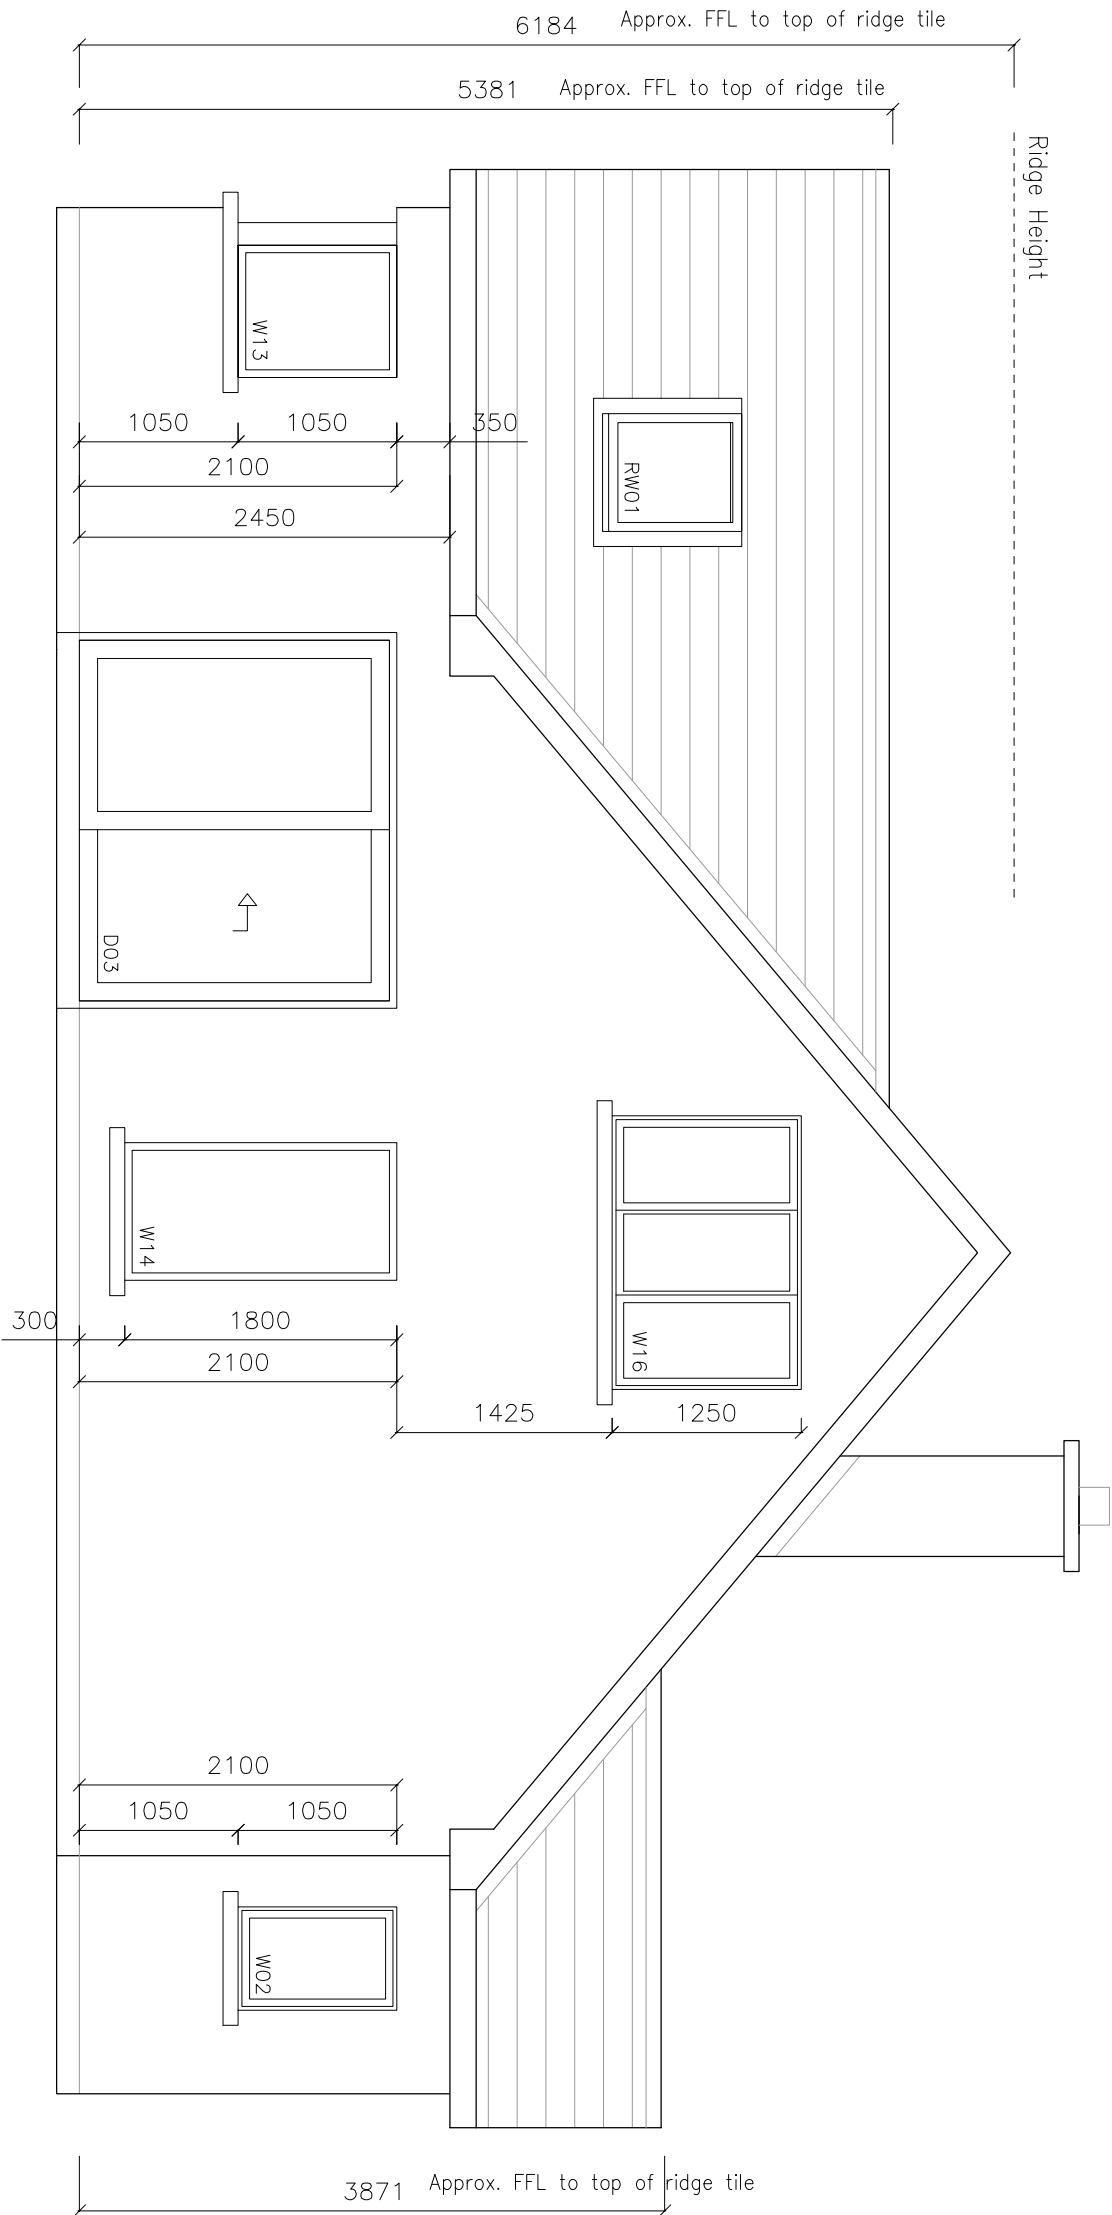 6184 Approx. FFL to top of ridge tile
5381 Approx. FFL to top of ridge tile
Ridge Height
W13
1050
1050
350
2100
2450
RW01
D03
W14
300
1800
2100
W16
1425
1250
2100
1050
1050
W02
3871 Approx. FFL to top of ridge tile